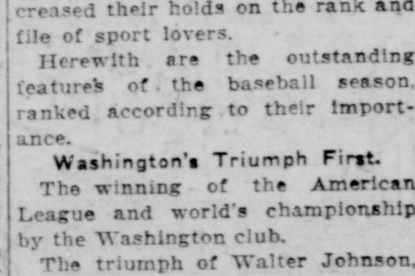 creased their holds on the rank and
file of sport lovers.
Herewith are the outstanding
features of the baseball season,
ranked according to their import-
ance.
Washington's Triumph First.
The winning of the American
League and world's championship
by the Washington club.
The triumph of Walter Johnson,